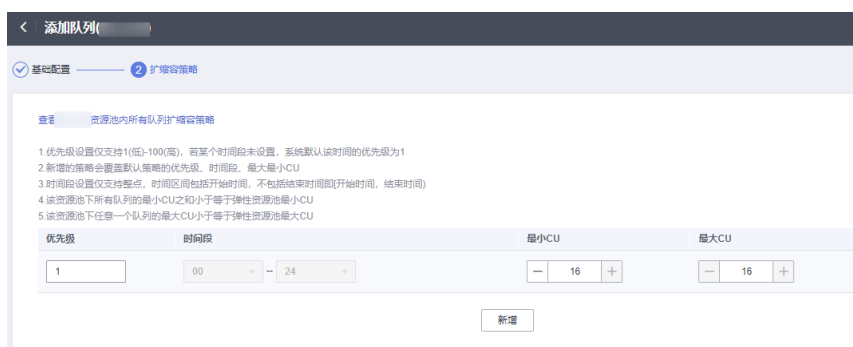 添加队列( )
基础配置 2 扩缩容策略
查看 资源池内所有队列扩缩容策略
1.优先级设置仅支持1(低)-100(高)，若某个时间段未设置，系统默认该时间的优先级为1
2.新增的策略会覆盖默认策略的优先级、时间段、最大最小CU
3.时间段设置仅支持整点，时间区间包括开始时间，不包括结束时间即[开始时间，结束时间)
4.该资源池下所有队列的最小CU之和小于等于弹性资源池最小CU
5.该资源池下任意一个队列的最大CU小于等于弹性资源池最大CU
优先级 时间段 最小CU 最大CU
1 00 -- 24 16 16
新增